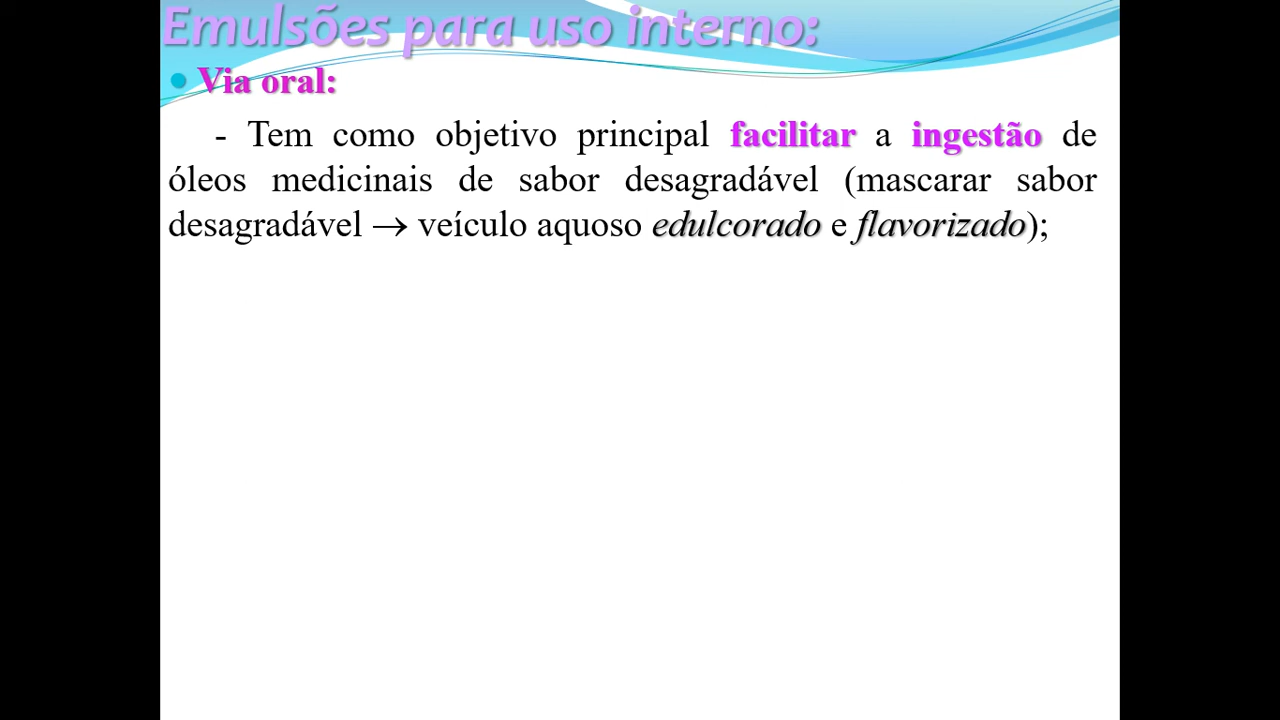 Emulsões para uso interno:
• Via oral:
- Tem como objetivo principal facilitar a ingestão de
óleos medicinais de sabor desagradável (mascarar sabor
desagradável → veículo aquoso edulcorado e flavorizado);